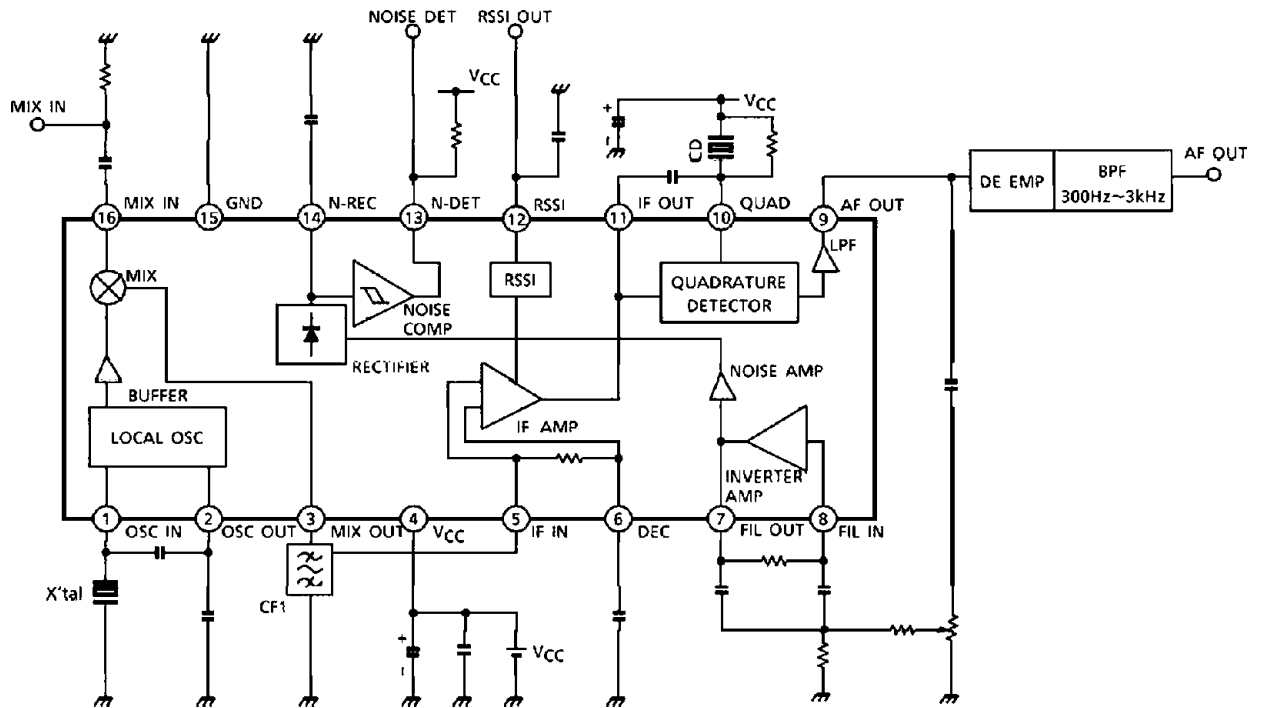 NOISE DET
RSSI OUT
VCC
MIX IN
+
-
VCC
CD
DE EMP
BPF
300Hz~3kHz
AF OUT
16
MIX IN
15
GND
14
N-REC
13
N-DET
12
RSSI
11
IF OUT
10
QUAD
9
AF OUT
LPF
MIX
RSSI
QUADRATURE
DETECTOR
NOISE
COMP
RECTIFIER
NOISE AMP
BUFFER
LOCAL OSC
IF AMP
INVERTER
AMP
1
OSC IN
2
OSC OUT
3
MIX OUT
4
VCC
5
IF IN
6
DEC
7
FIL OUT
8
FIL IN
X'tal
CF1
+
-
VCC